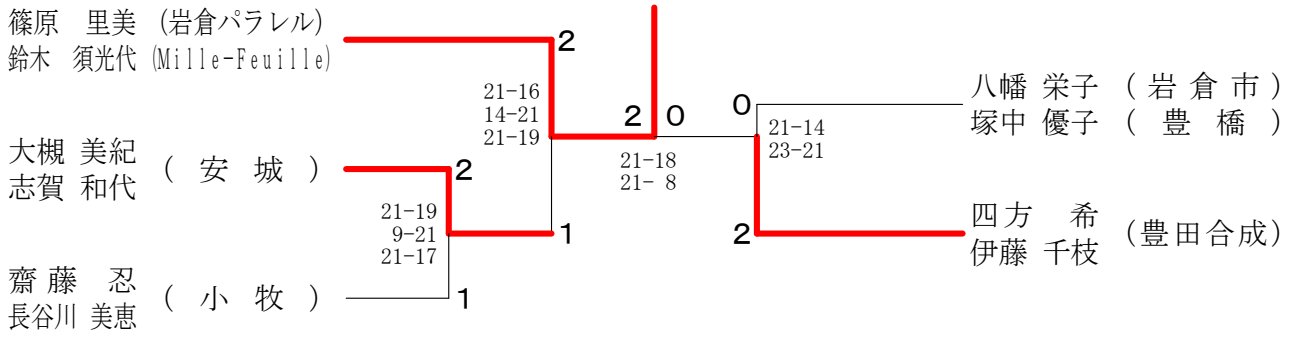 篠原 里美 (岩倉パラレル)
鈴木 須光代 (Mille-Feuille)
2
21-16
14-21
21-19
大槻 美紀
志賀 和代
( 安 城 )
2
21-19
9-21
21-17
1
齋藤 忍
長谷川 美恵
( 小 牧 )
1
2 0
21-18
21- 8
0
21-14
23-21
2
八幡 栄子 ( 岩 倉 市 )
塚中 優子 ( 豊 橋 )
四方 希
伊藤 千枝
(豊田合成)